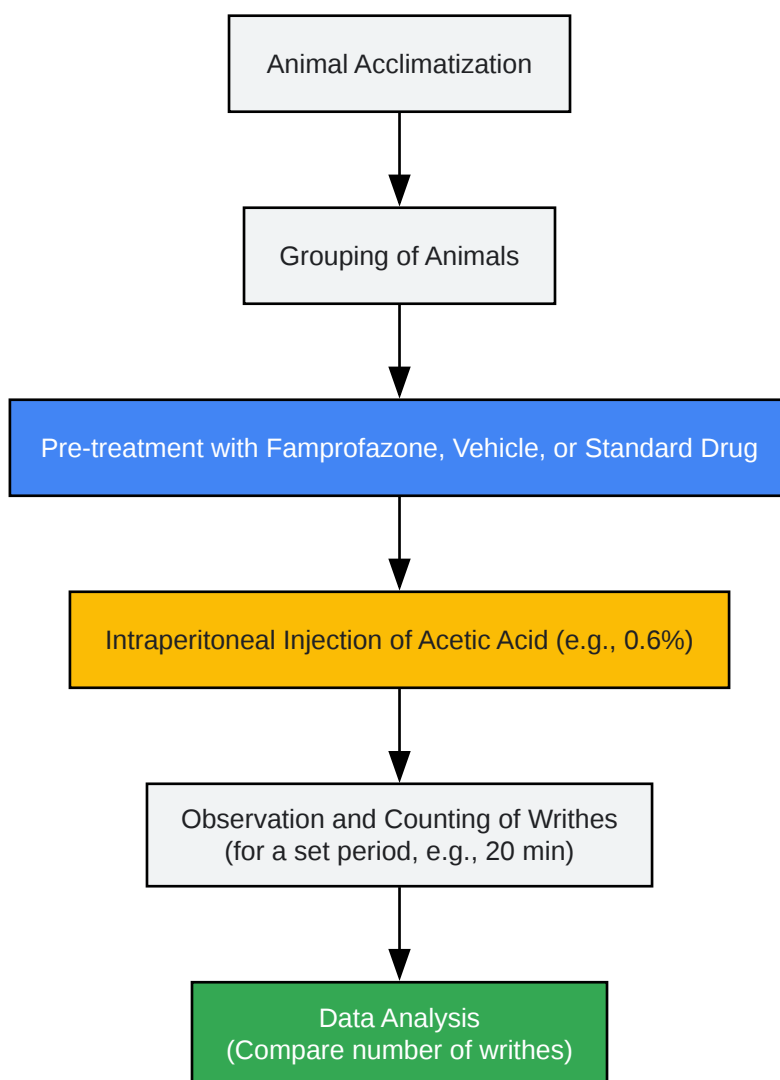 Animal Acclimatization
Grouping of Animals
Pre-treatment with Famprofazone, Vehicle, or Standard Drug
Intraperitoneal Injection of Acetic Acid (e.g., 0.6%)
Observation and Counting of Writhes
(for a set period, e.g., 20 min)
Data Analysis
(Compare number of writhes)